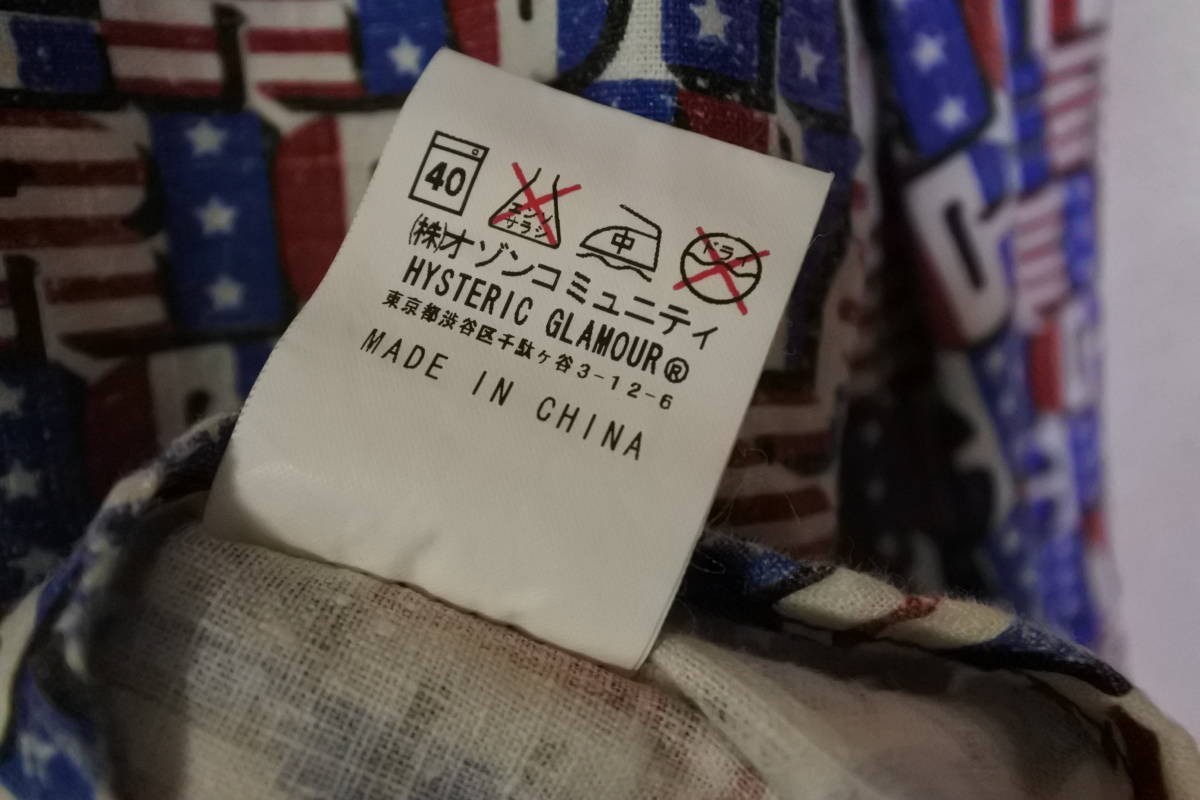 40
エンソ
サラシ
中
ドライ
(株)オゾンコミュニティ
HYSTERIC GLAMOUR®
東京都渋谷区千駄ヶ谷3-12-6
MADE IN CHINA